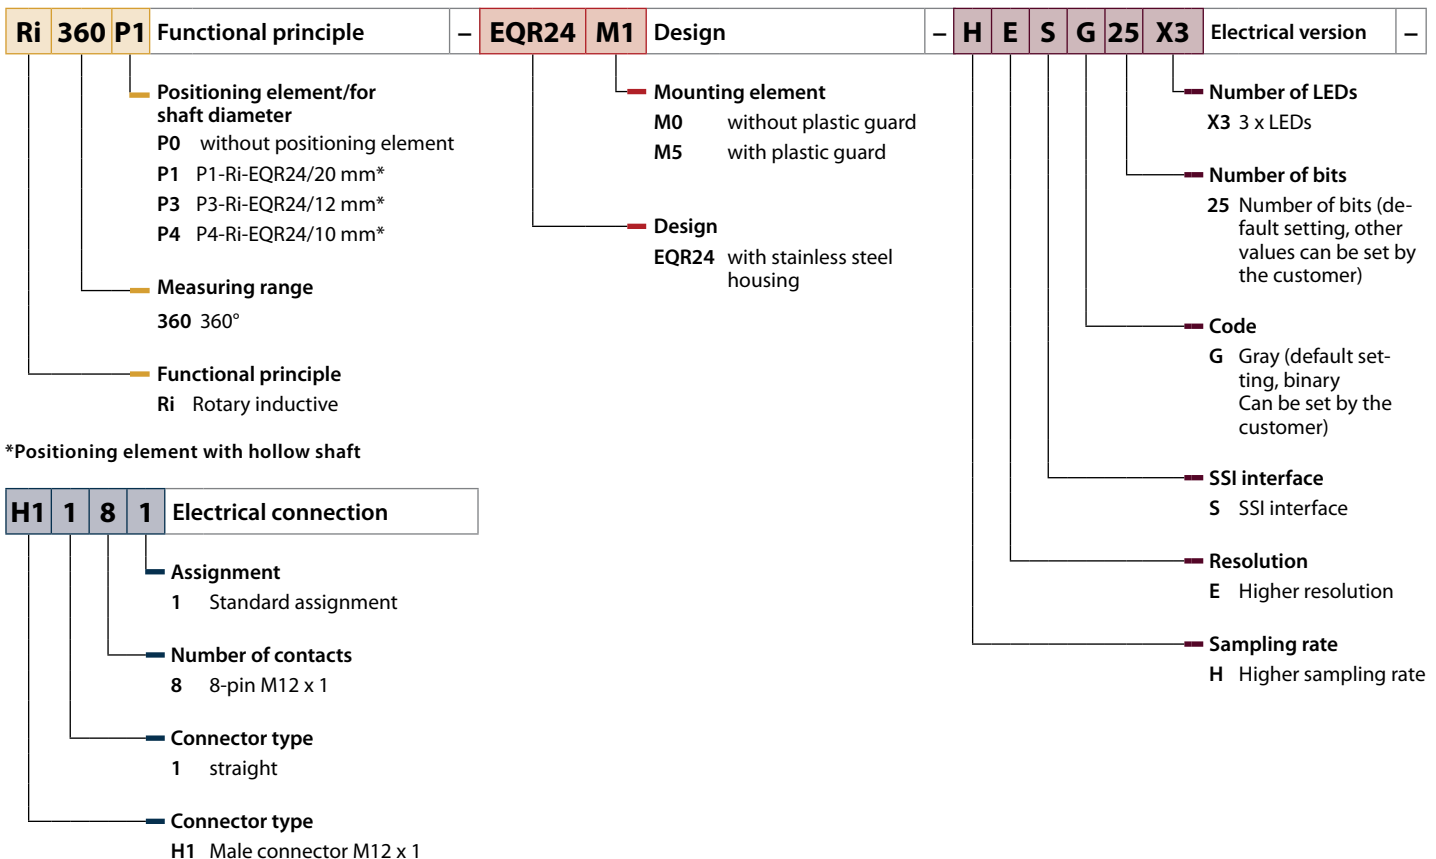 Ri 360 P1 Functional principle – EQR24 M1 Design – H E S G 25 X3 Electrical version –
Positioning element/for
shaft diameter
P0 without positioning element
P1 P1-Ri-EQR24/20 mm*
P3 P3-Ri-EQR24/12 mm*
P4 P4-Ri-EQR24/10 mm*
Measuring range
360 360°
Functional principle
Ri Rotary inductive
*Positioning element with hollow shaft
Mounting element
M0 without plastic guard
M5 with plastic guard
Design
EQR24 with stainless steel
housing
Number of LEDs
X3 3 x LEDs
Number of bits
25 Number of bits (de-
fault setting, other
values can be set by
the customer)
Code
G Gray (default set-
ting, binary
Can be set by the
customer)
SSI interface
S SSI interface
Resolution
E Higher resolution
Sampling rate
H Higher sampling rate
H1 1 8 1 Electrical connection
Assignment
1 Standard assignment
Number of contacts
8 8-pin M12 x 1
Connector type
1 straight
Connector type
H1 Male connector M12 x 1